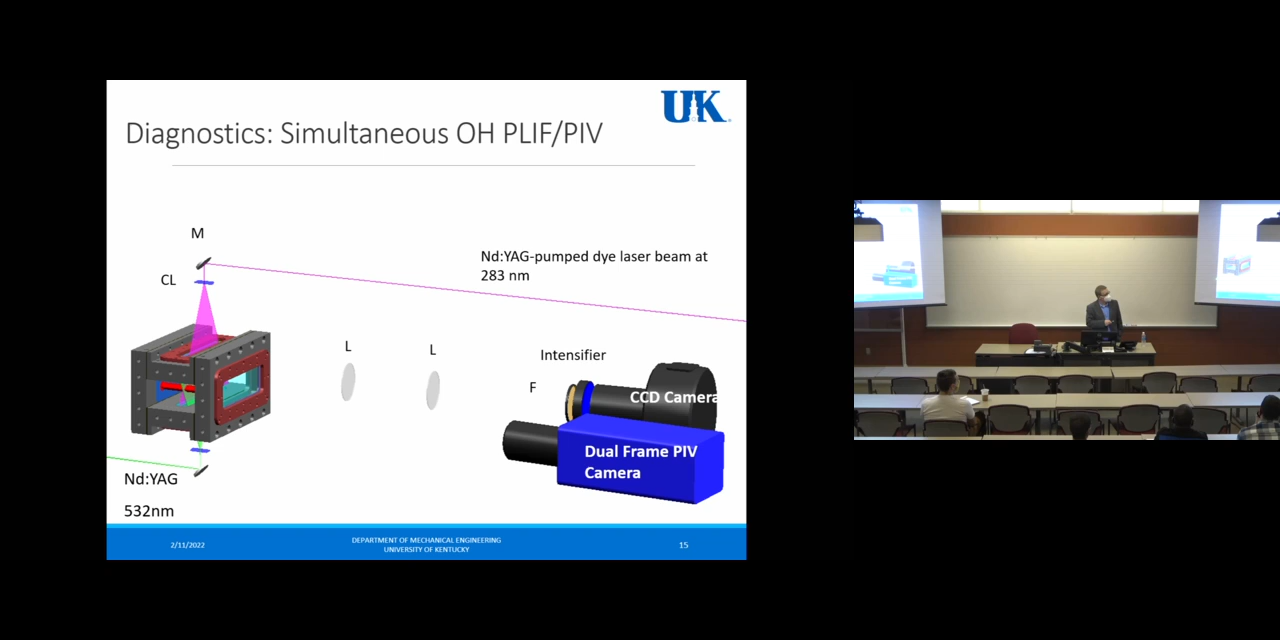 UK
Diagnostics: Simultaneous OH PLIF/PIV
M
Nd:YAG-pumped dye laser beam at
283 nm
CL
L
L
Intensifier
F
CCD Camera
Dual Frame PIV
Camera
Nd:YAG
532nm
2/11/2022
DEPARTMENT OF MECHANICAL ENGINEERING
UNIVERSITY OF KENTUCKY
15